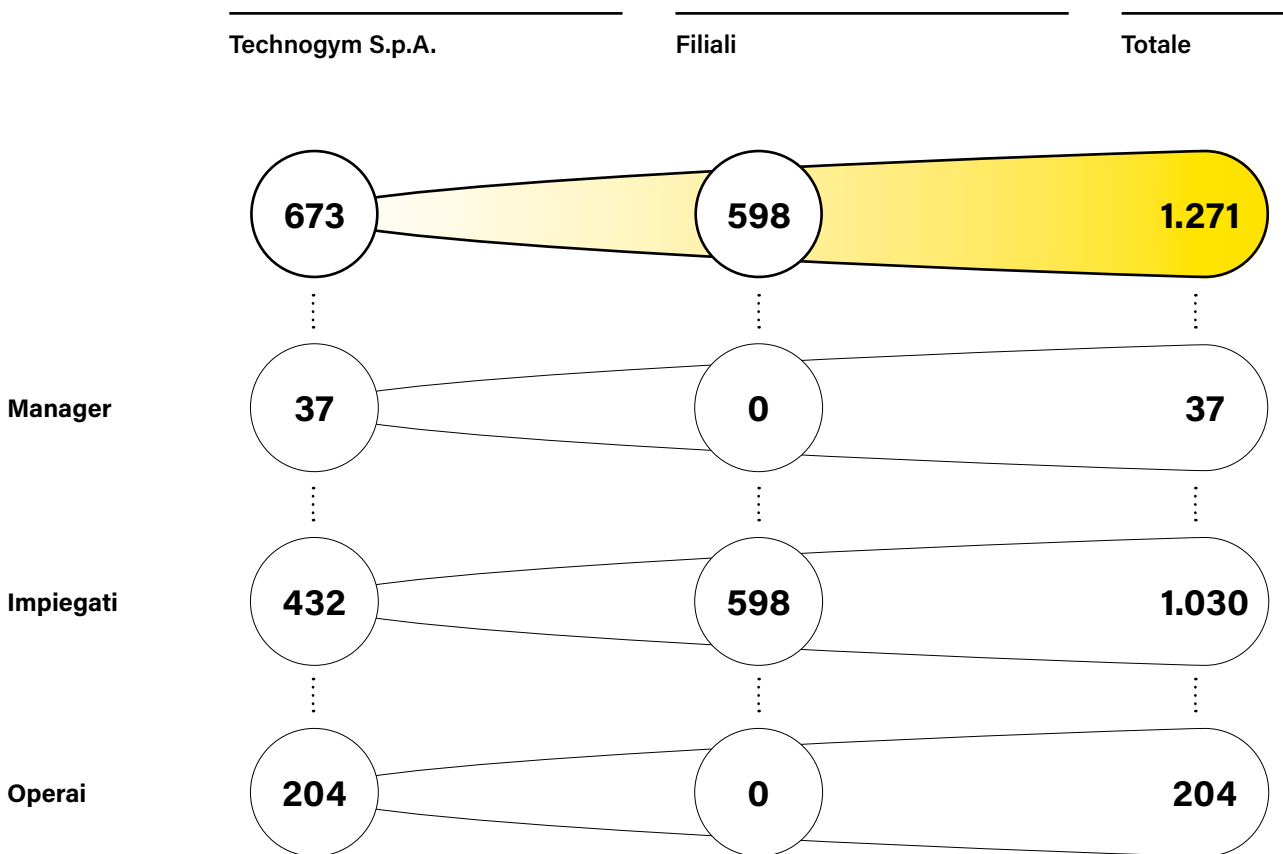 Technogym S.p.A. Filiali Totale
673 598 1.271
Manager 37 0 37
Impiegati 432 598 1.030
Operai 204 0 204